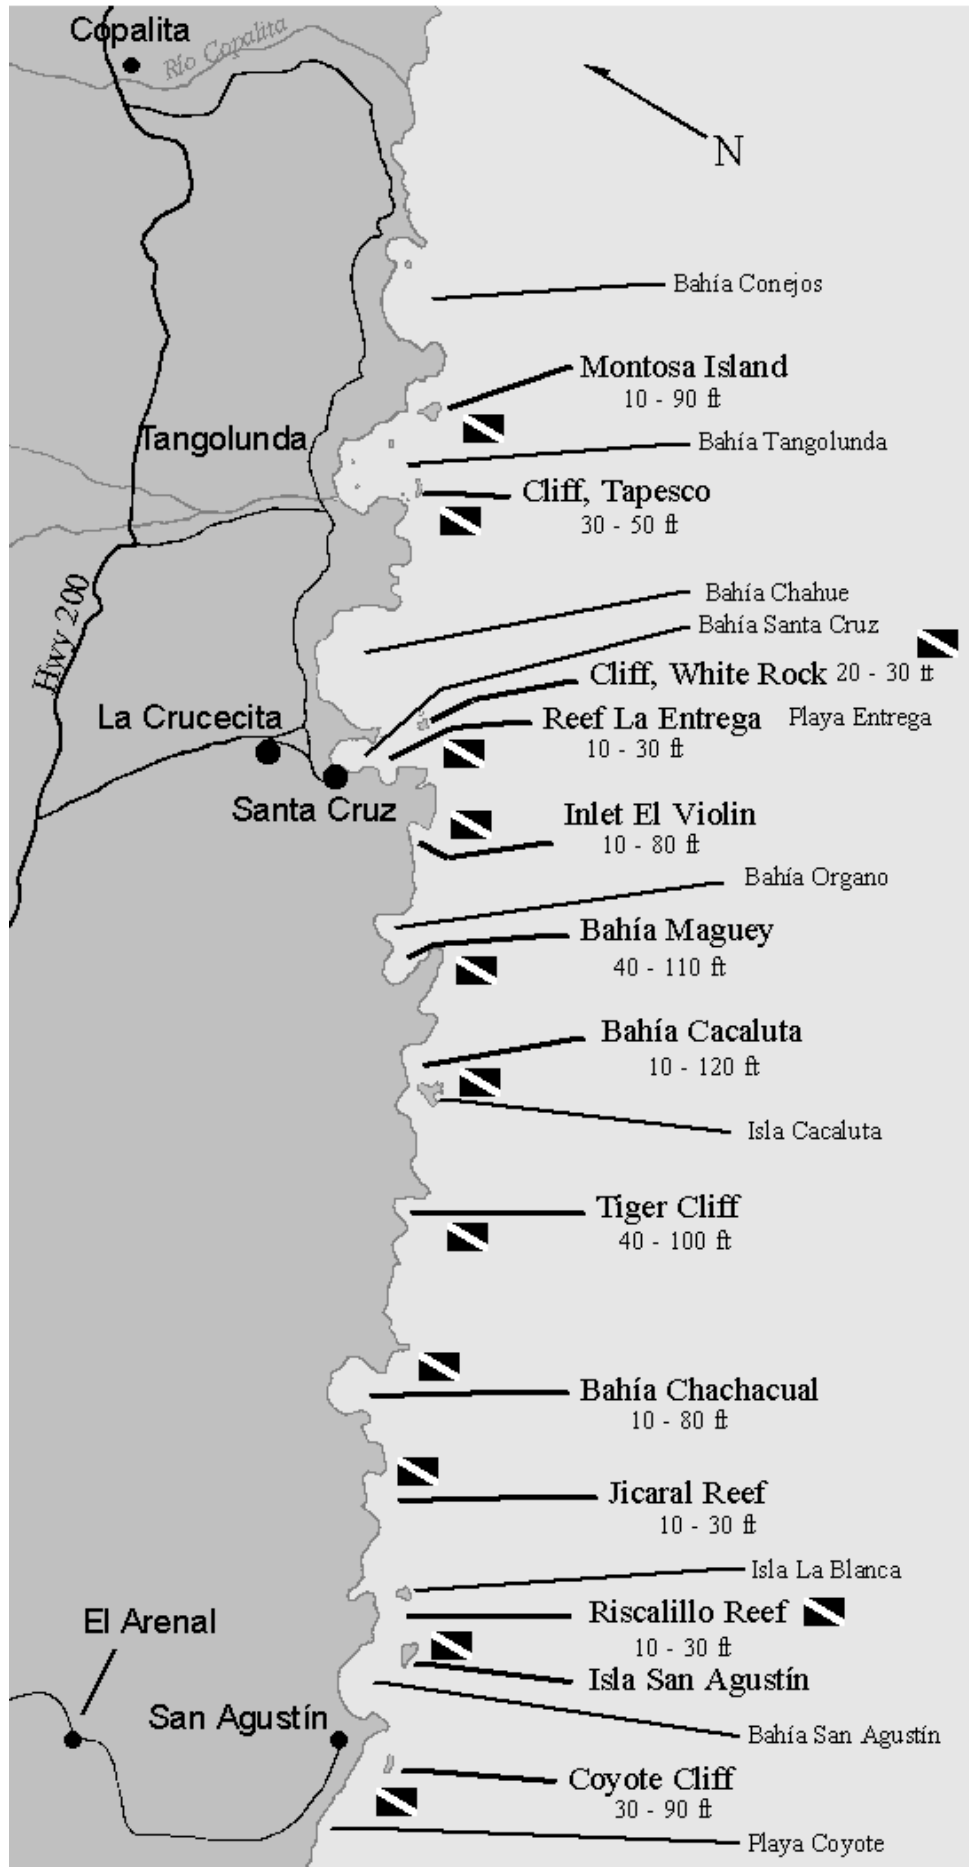 Copalita
Río Copalita
N
Bahía Conejos
Montosa Island
10 - 90 ft
Tangolunda
Bahía Tangolunda
Cliff, Tapesco
30 - 50 ft
Hwy 200
Bahía Chahue
Bahía Santa Cruz
Cliff, White Rock 20 - 30 ft
La Crucecita
Reef La Entrega Playa Entrega
10 - 30 ft
Santa Cruz
Inlet El Violin
10 - 80 ft
Bahía Organo
Bahía Maguey
40 - 110 ft
Bahía Cacaluta
10 - 120 ft
Isla Cacaluta
Tiger Cliff
40 - 100 ft
Bahía Chachacual
10 - 80 ft
Jicaral Reef
10 - 30 ft
Isla La Blanca
El Arenal
Riscalillo Reef
10 - 30 ft
Isla San Agustín
San Agustín
Bahía San Agustín
Coyote Cliff
30 - 90 ft
Playa Coyote